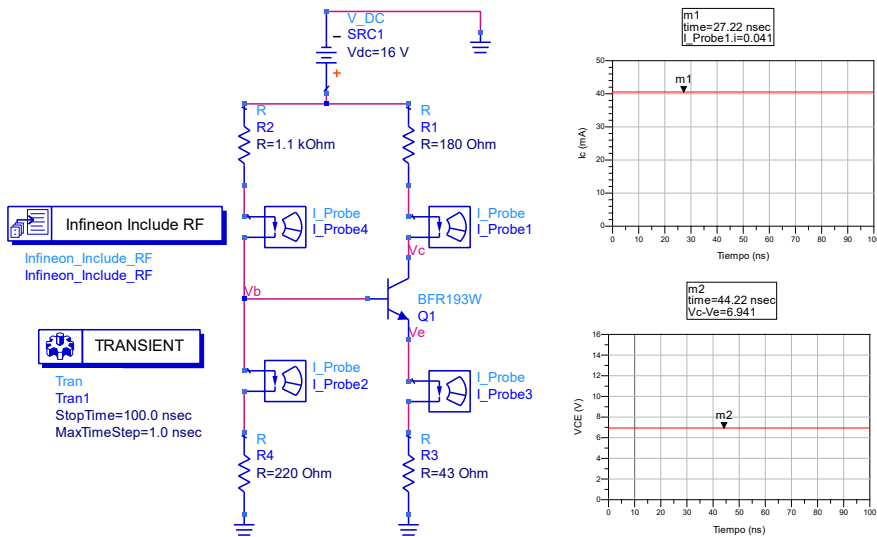 V_DC
SRC1
Vdc=16 V
−
+
R
R2
R=1.1 kOhm
R
R1
R=180 Ohm
I_Probe
I_Probe4
I_Probe
I_Probe1
Infineon Include RF
Infineon_Include_RF
Infineon_Include_RF
Vc
Vb
BFR193W
Q1
Ve
TRANSIENT
Tran
Tran1
StopTime=100.0 nsec
MaxTimeStep=1.0 nsec
I_Probe
I_Probe2
I_Probe
I_Probe3
R
R4
R=220 Ohm
R
R3
R=43 Ohm
m1
time=27.22 nsec
I_Probe1.i=0.041
m1
50
40
30
20
10
0
Ic (mA)
0 10 20 30 40 50 60 70 80 90 100
Tiempo (ns)
m2
time=44.22 nsec
Vc-Ve=6.941
m2
16
14
12
10
8
6
4
2
0
VCE (V)
0 10 20 30 40 50 60 70 80 90 100
Tiempo (ns)